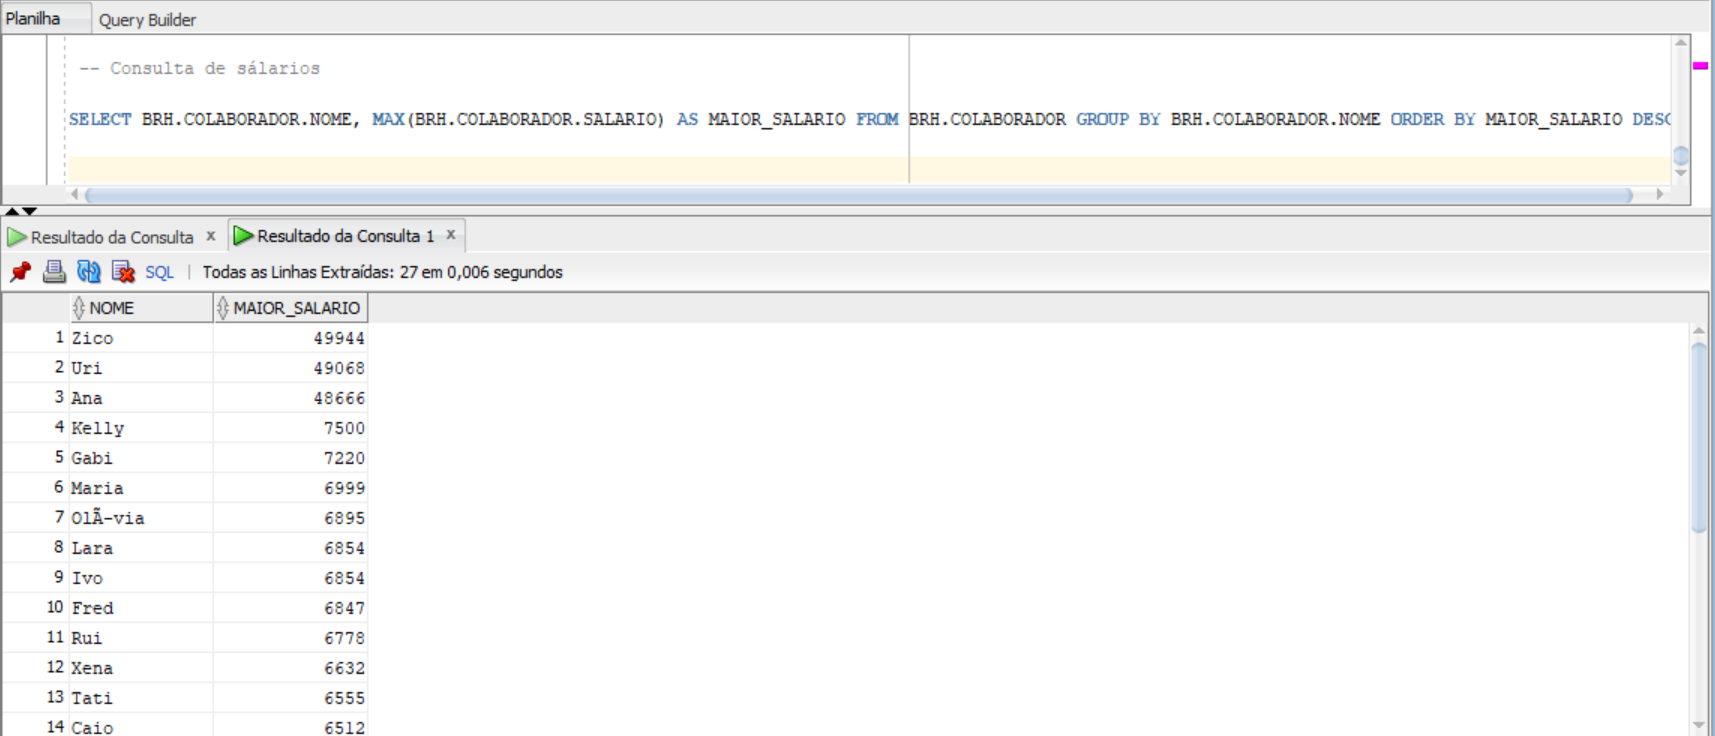 Planilha Query Builder
-- Consulta de sálarios
SELECT BRH.COLABORADOR.NOME, MAX(BRH.COLABORADOR.SALARIO) AS MAIOR_SALARIO FROM BRH.COLABORADOR GROUP BY BRH.COLABORADOR.NOME ORDER BY MAIOR_SALARIO DESC
Resultado da Consulta x Resultado da Consulta 1 x
SQL | Todas as Linhas Extraídas: 27 em 0,006 segundos
NOME MAIOR_SALARIO
1 Zico 49944
2 Uri 49068
3 Ana 48666
4 Kelly 7500
5 Gabi 7220
6 Maria 6999
7 OlÃ-via 6895
8 Lara 6854
9 Ivo 6854
10 Fred 6847
11 Rui 6778
12 Xena 6632
13 Tati 6555
14 Caio 6512